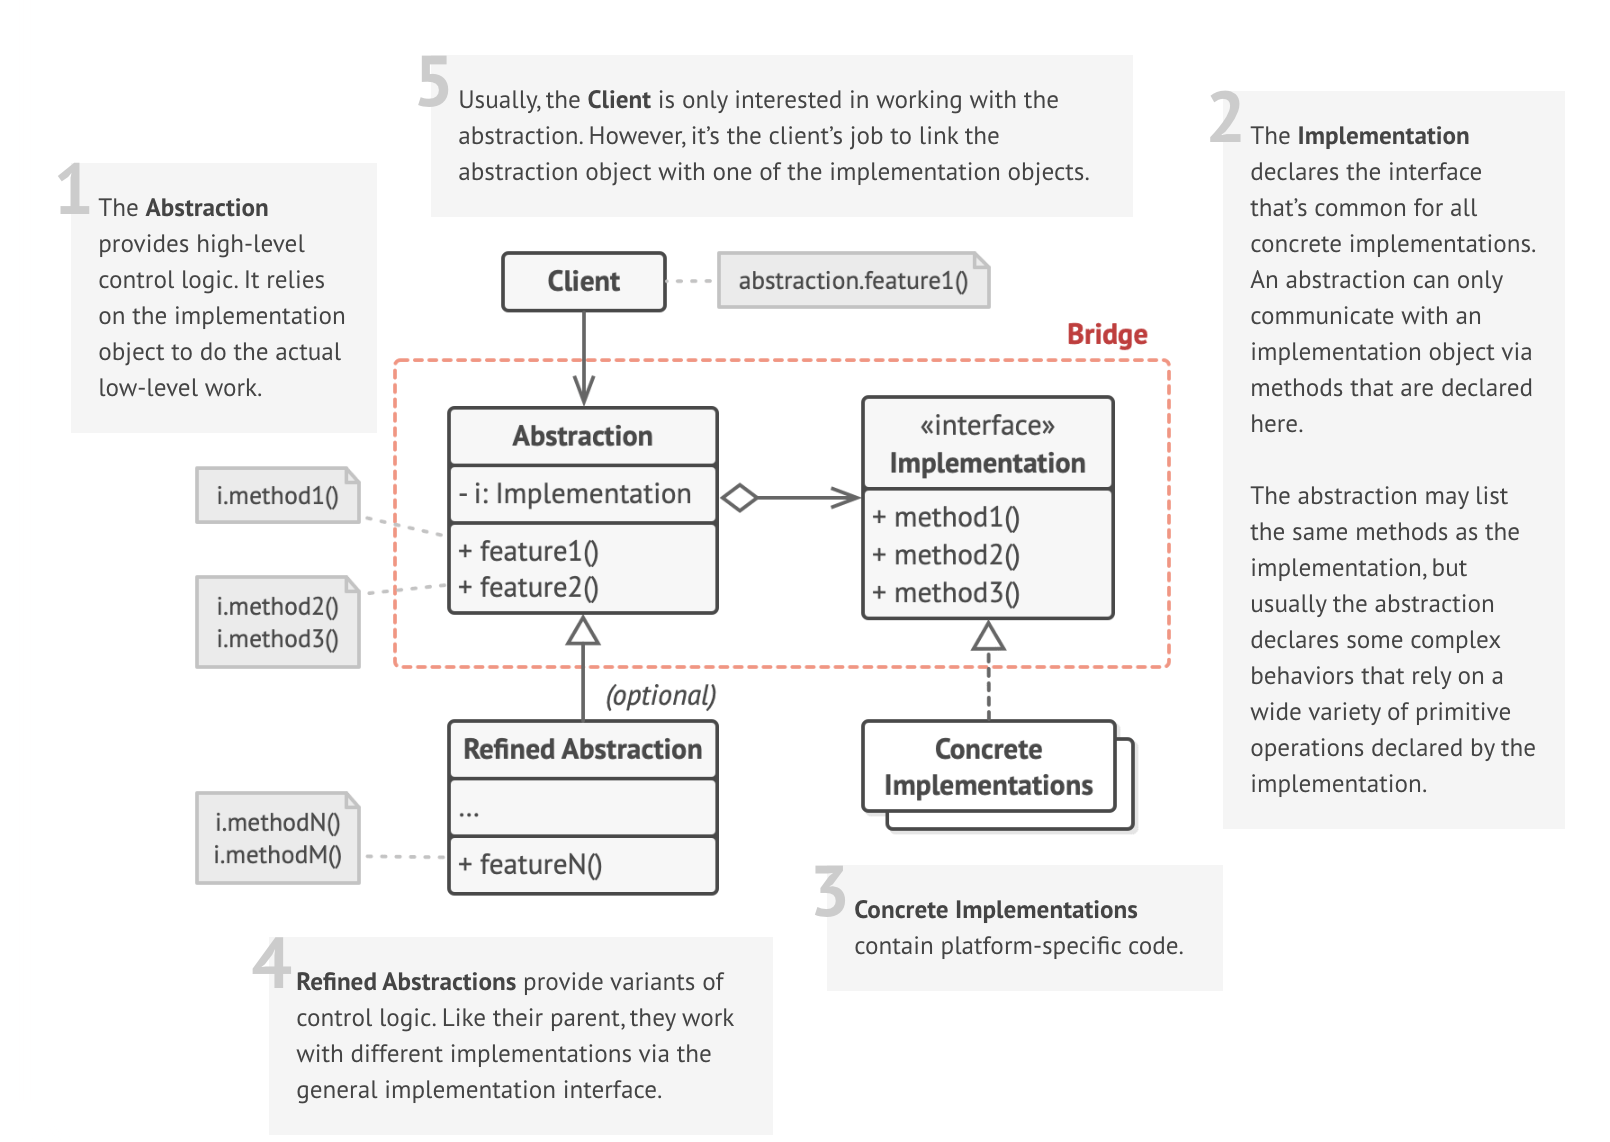 5
Usually, the Client is only interested in working with the
abstraction. However, it’s the client’s job to link the
abstraction object with one of the implementation objects.
1
The Abstraction
provides high-level
control logic. It relies
on the implementation
object to do the actual
low-level work.
2
The Implementation
declares the interface
that’s common for all
concrete implementations.
An abstraction can only
communicate with an
implementation object via
methods that are declared
here.
The abstraction may list
the same methods as the
implementation, but
usually the abstraction
declares some complex
behaviors that rely on a
wide variety of primitive
operations declared by the
implementation.
Client
abstraction.feature1()
Bridge
Abstraction
- i: Implementation
+ feature1()
+ feature2()
i.method1()
i.method2()
i.method3()
«interface»
Implementation
+ method1()
+ method2()
+ method3()
(optional)
Refined Abstraction
...
+ featureN()
i.methodN()
i.methodM()
Concrete
Implementations
3
Concrete Implementations
contain platform-specific code.
4
Refined Abstractions provide variants of
control logic. Like their parent, they work
with different implementations via the
general implementation interface.